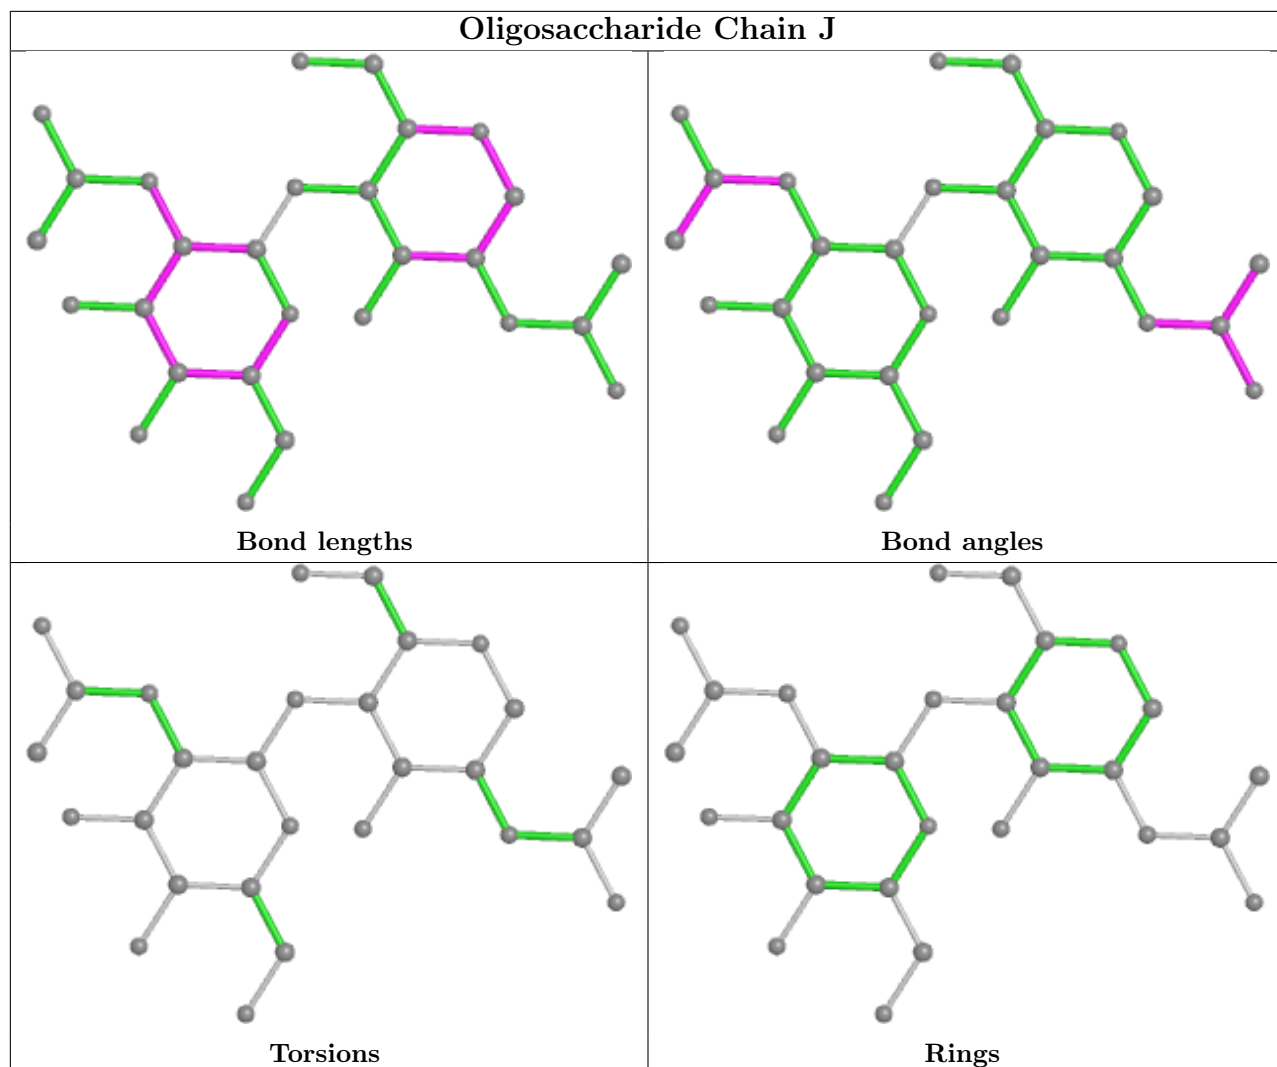 Oligosaccharide Chain J
Bond lengths
Bond angles
Torsions
Rings